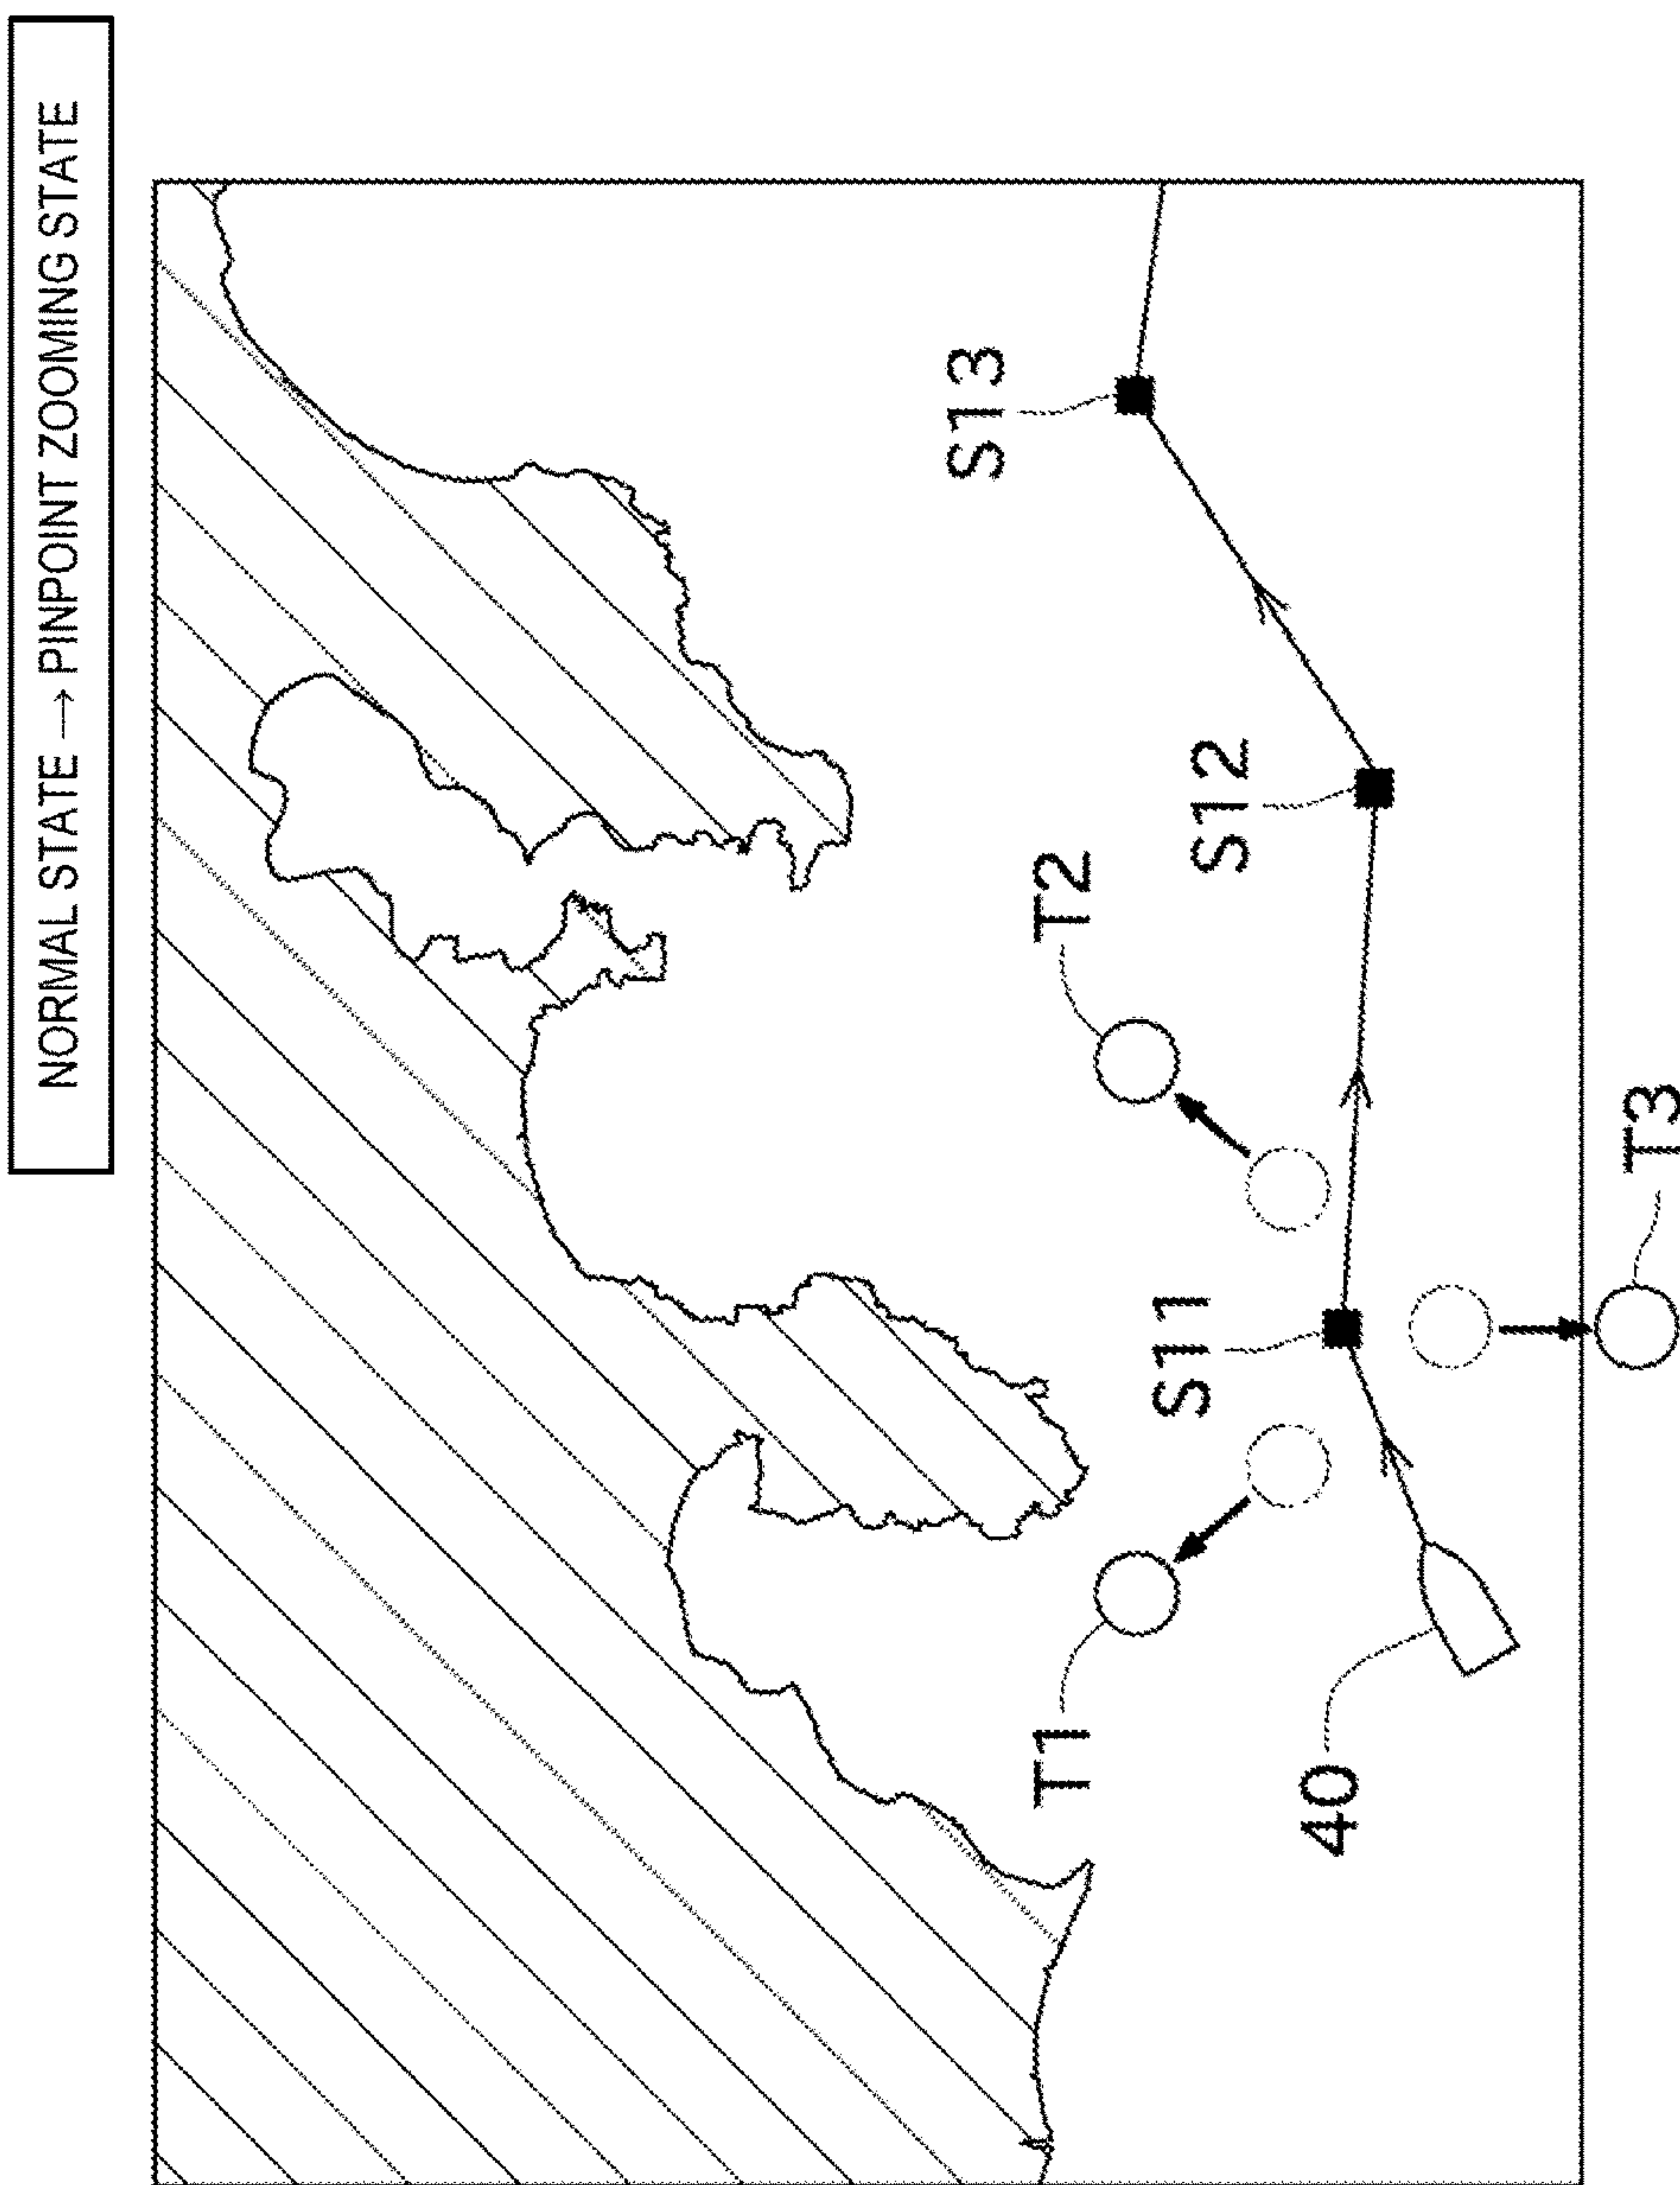 NORMAL STATE → PINPOINT ZOOMING STATE
T1
T2
S13
S11
S12
40
T3